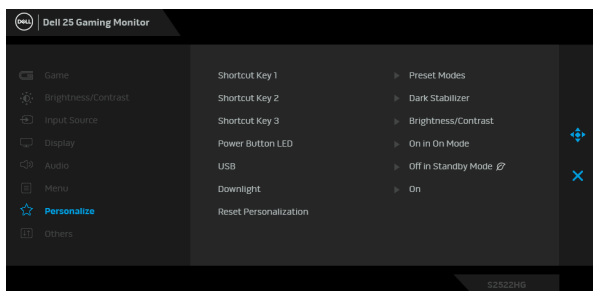 DELL Dell 25 Gaming Monitor
Game
Brightness/Contrast
Input Source
Display
Audio
Menu
Personalize
Others
Shortcut Key 1 Preset Modes
Shortcut Key 2 Dark Stabilizer
Shortcut Key 3 Brightness/Contrast
Power Button LED On in On Mode
USB Off in Standby Mode
Downlight On
Reset Personalization
S2522HG